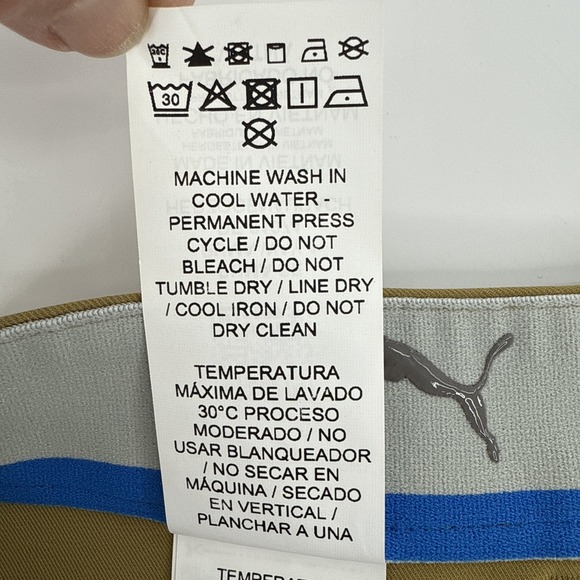 30
MACHINE WASH IN
COOL WATER -
PERMANENT PRESS
CYCLE / DO NOT
BLEACH / DO NOT
TUMBLE DRY / LINE DRY
/ COOL IRON / DO NOT
DRY CLEAN
TEMPERATURA
MÁXIMA DE LAVADO
30°C PROCESO
MODERADO / NO
USAR BLANQUEADOR
/ NO SECAR EN
MÁQUINA / SECADO
EN VERTICAL /
PLANCHAR A UNA